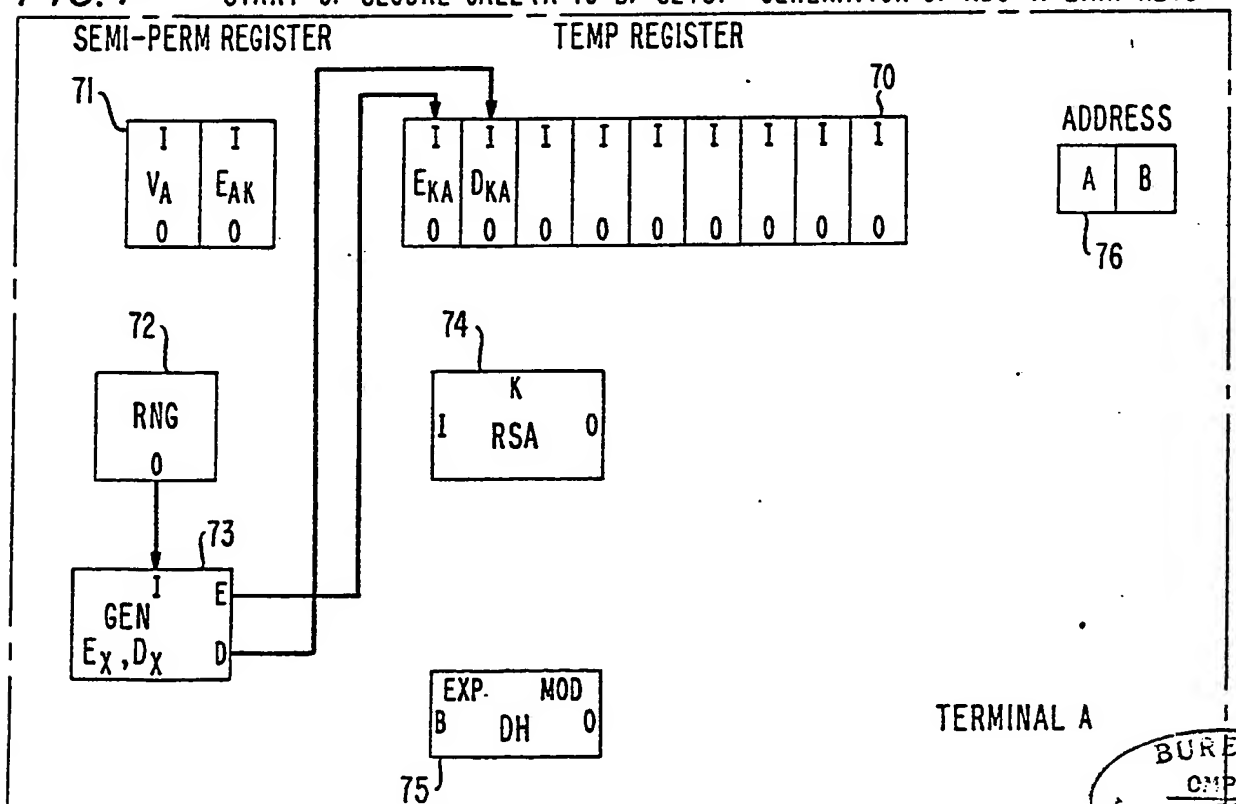 SEMI-PERM REGISTER TEMP REGISTER
71
70
I I
I I I I I I I I I
ADDRESS
V_A E_AK
E_KA D_KA
A B
0 0
0 0 0 0 0 0 0 0 0
76
72
74
RNG
0
K
I RSA 0
73
I E
GEN
E_X, D_X D
EXP. MOD
B DH 0
75
TERMINAL A